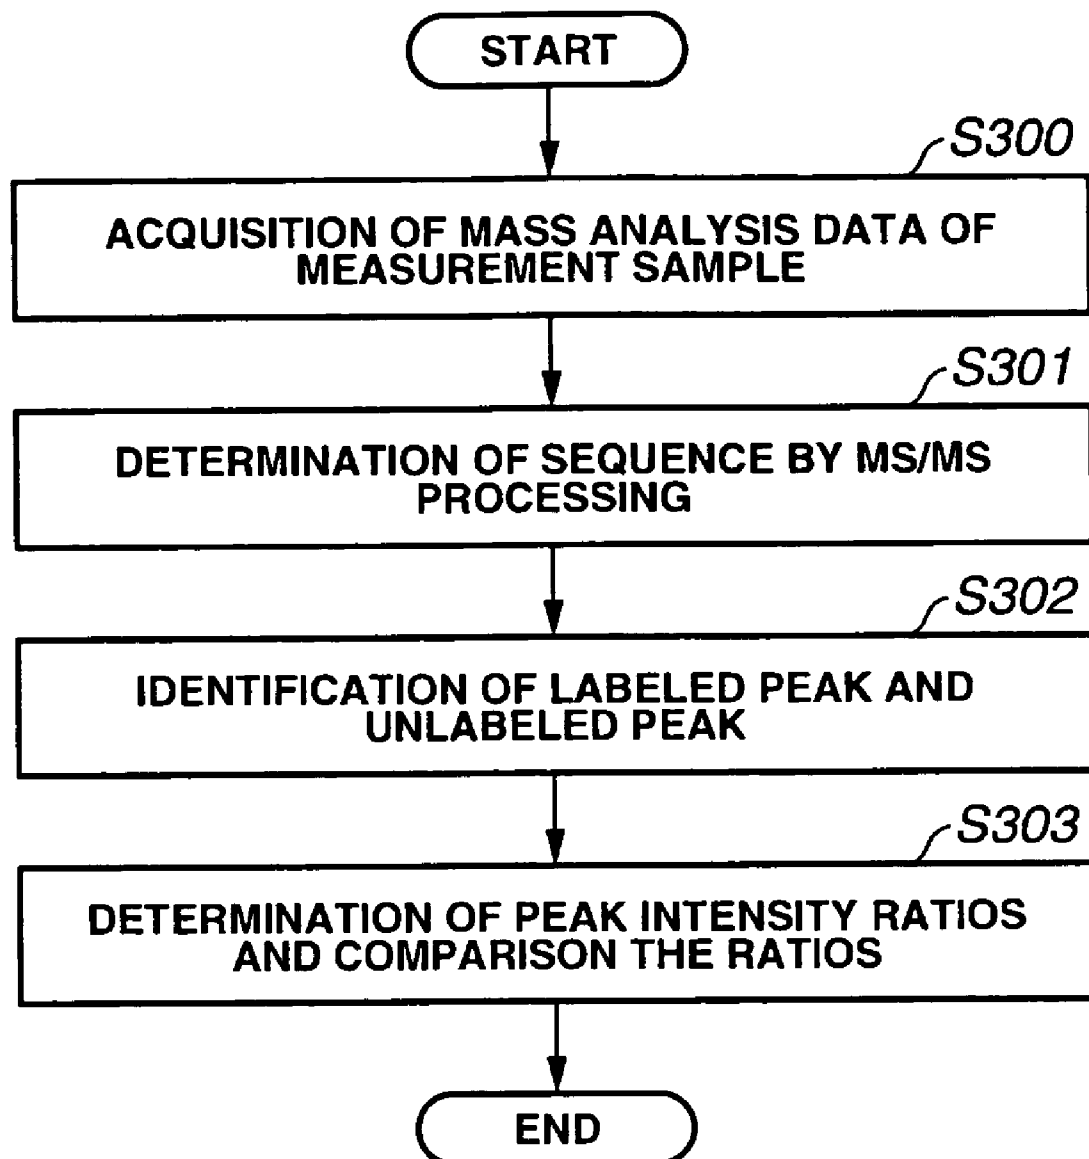 START
S300
ACQUISITION OF MASS ANALYSIS DATA OF
MEASUREMENT SAMPLE
S301
DETERMINATION OF SEQUENCE BY MS/MS
PROCESSING
S302
IDENTIFICATION OF LABELED PEAK AND
UNLABELED PEAK
S303
DETERMINATION OF PEAK INTENSITY RATIOS
AND COMPARISON THE RATIOS
END